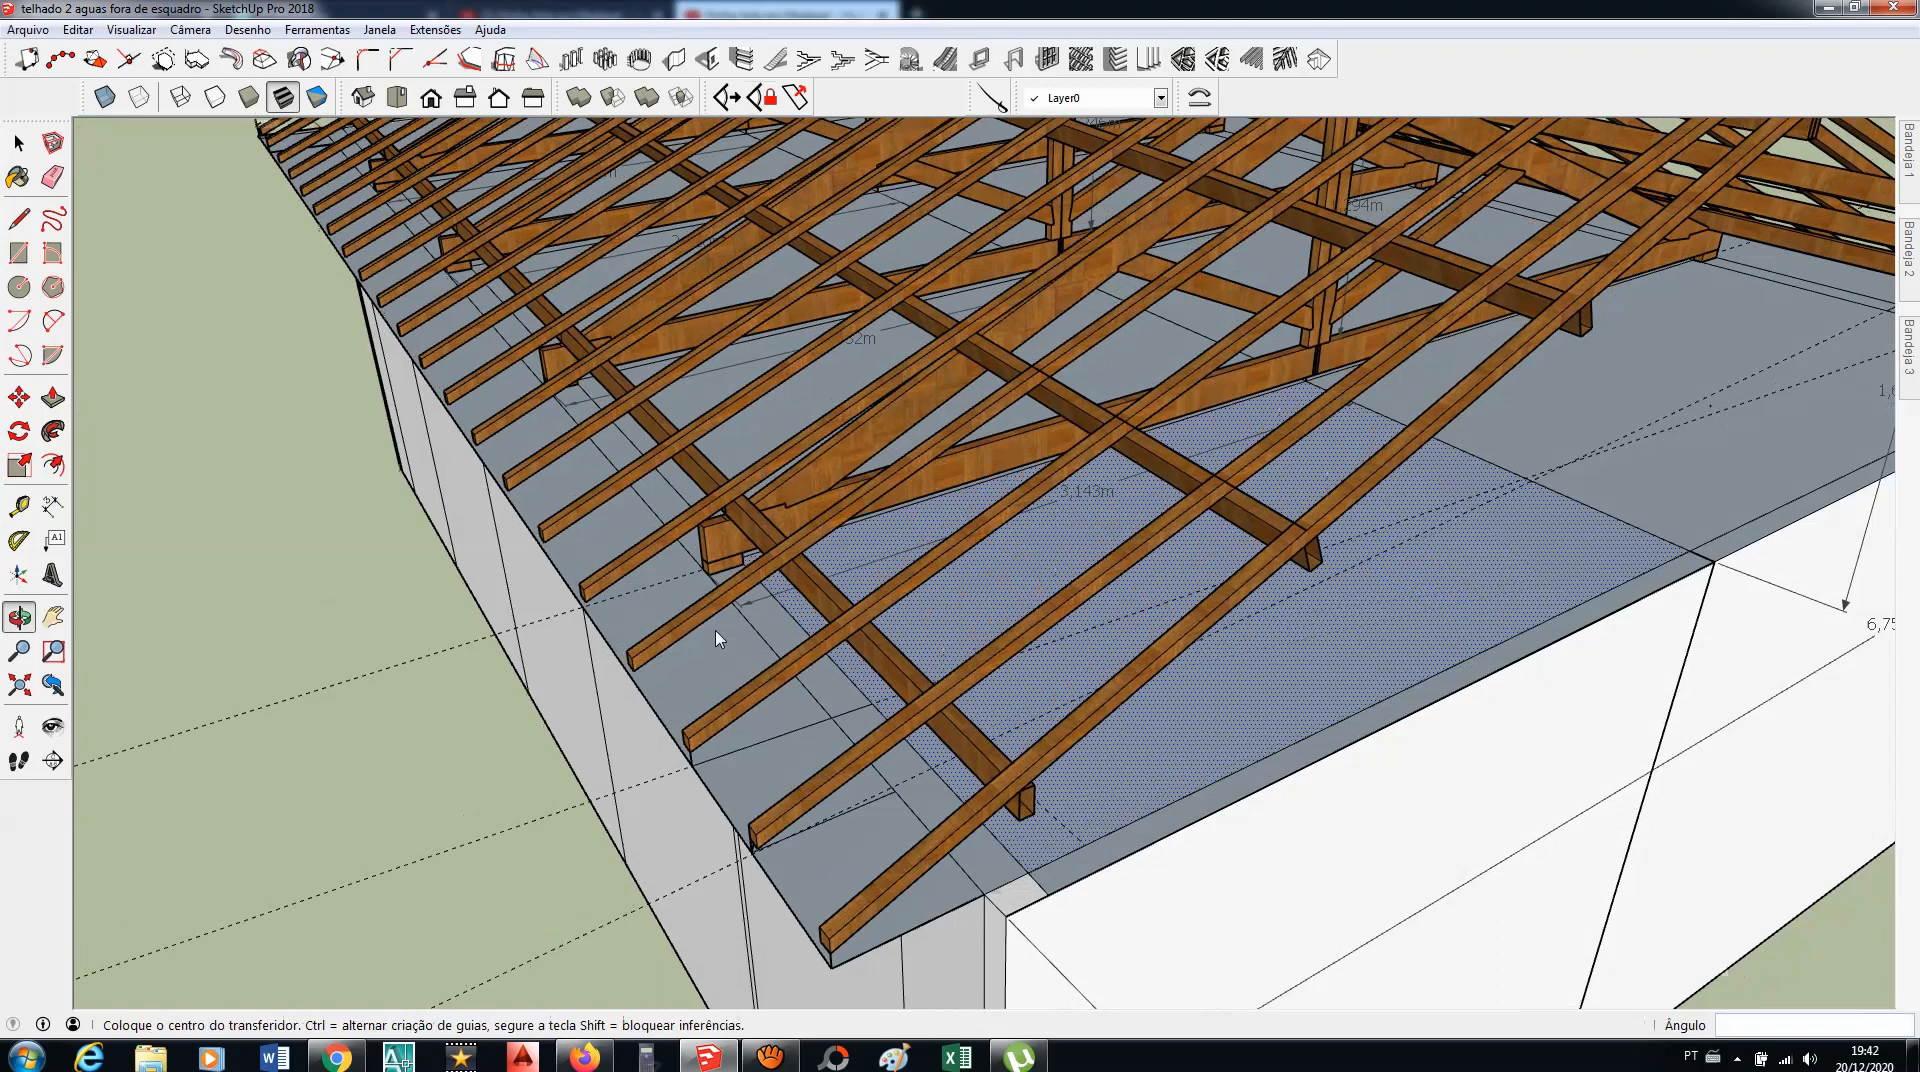 telhado 2 aguas fora de esquadro - SketchUp Pro 2018
Arquivo Editar Visualizar Câmera Desenho Ferramentas Janela Extensões Ajuda
Layer0
Bandeja 1
Bandeja 2
Bandeja 3
A1
3,143m
Coloque o centro do transferidor. Ctrl = alternar criação de guias, segure a tecla Shift = bloquear inferências.
Ângulo
PT
19:42
20/12/2020